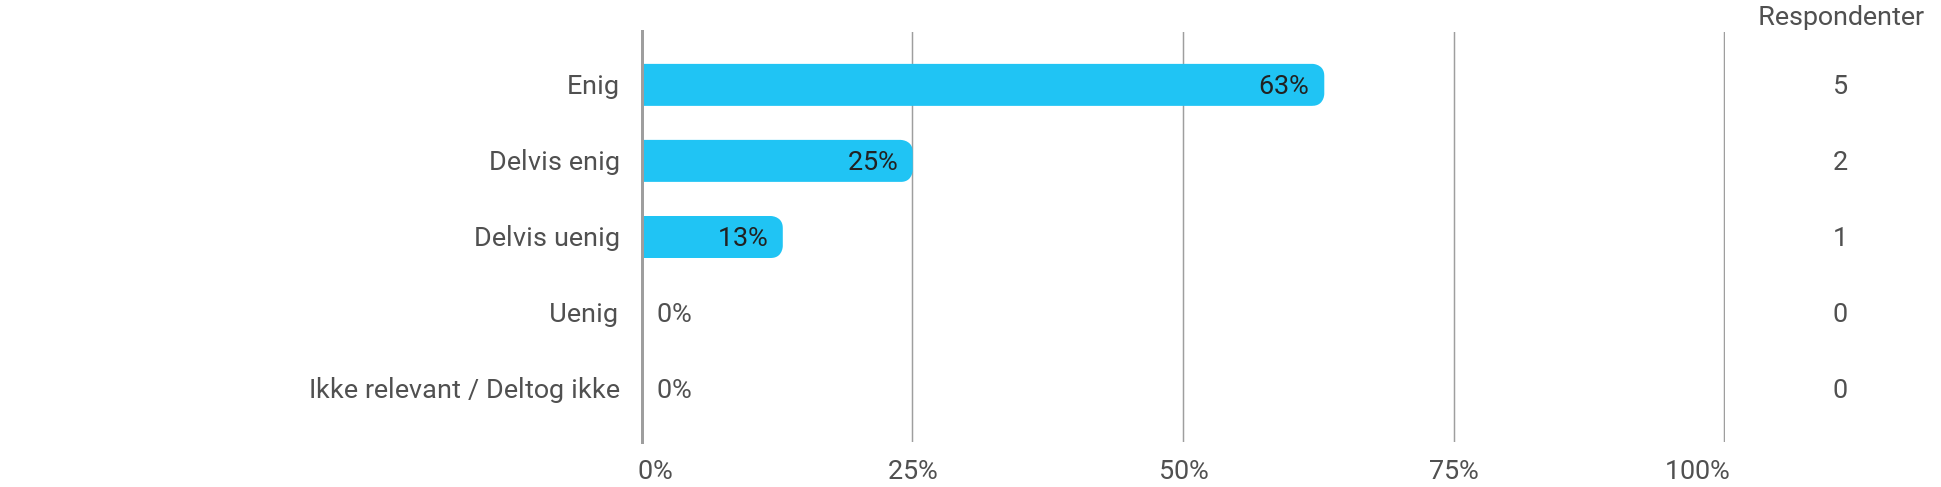 Respondenter
Enig 63% 5
Delvis enig 25% 2
Delvis uenig 13% 1
Uenig 0% 0
Ikke relevant / Deltog ikke 0% 0
0% 25% 50% 75% 100%